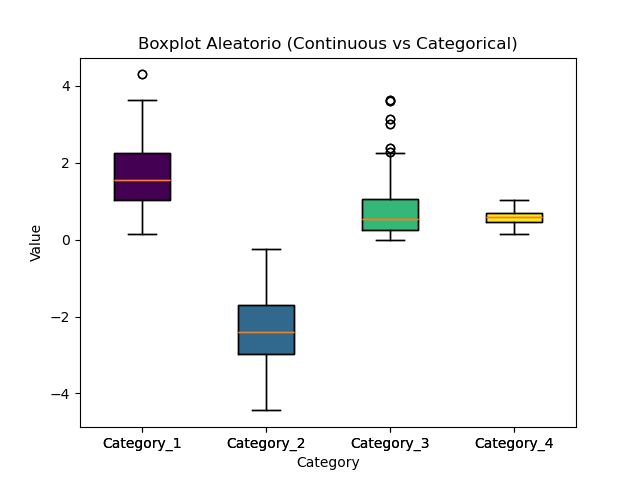 Boxplot Aleatorio (Continuous vs Categorical)
4
2
0
−2
−4
Value
Category_1
Category_2
Category_3
Category_4
Category